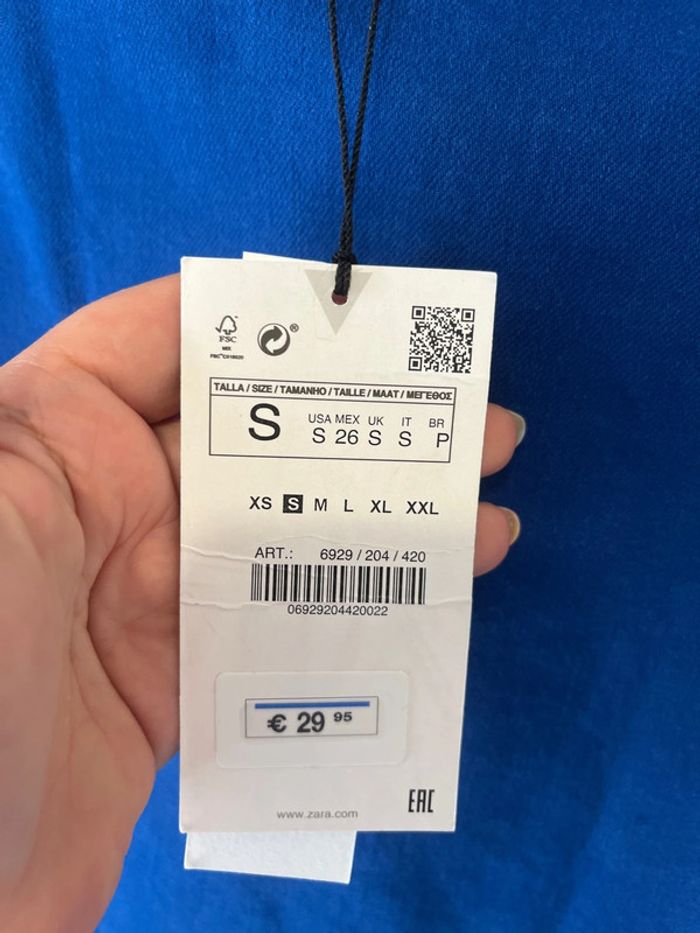 FSC
MIX
®
TALLA / SIZE / TAMANHO / TAILLE / MAAT / ΜΕΓΕΘΟΣ
S
USA MEX UK IT BR
S 26 S S P
XS S M L XL XXL
ART.: 6929 / 204 / 420
06929204420022
€ 29 95
www.zara.com
EAC